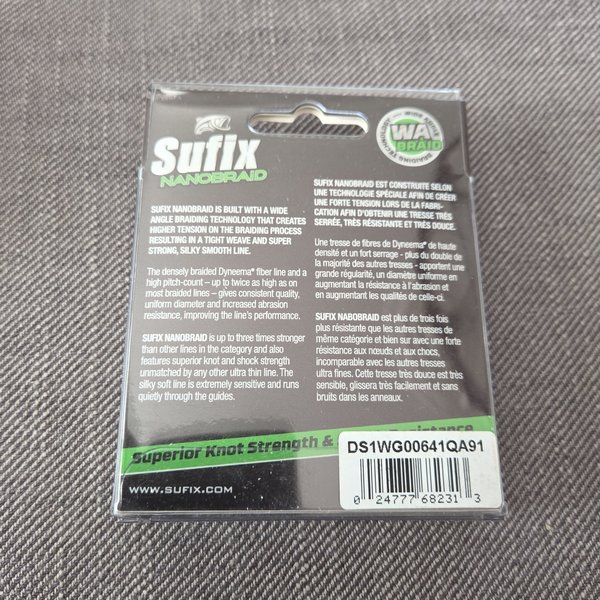 Sufix
NANOBRAID
WIDE ANGLE
WA
BRAID
BRAIDING TECHNOLOGY
SUFIX NANOBRAID IS BUILT WITH A WIDE
ANGLE BRAIDING TECHNOLOGY THAT CREATES
HIGHER TENSION ON THE BRAIDING PROCESS
RESULTING IN A TIGHT WEAVE AND SUPER
STRONG, SILKY SMOOTH LINE.
The densely braided Dyneema® fiber line and a
high pitch-count – up to twice as high as on
most braided lines – gives consistent quality,
uniform diameter and increased abrasion
resistance, improving the line's performance.
SUFIX NANOBRAID is up to three times stronger
than other lines in the category and also
features superior knot and shock strength
unmatched by any other ultra thin line. The
silky soft line is extremely sensitive and runs
quietly through the guides.
SUFIX NANOBRAID EST CONSTRUITE SELON
UNE TECHNOLOGIE SPÉCIALE AFIN DE CRÉER
UNE FORTE TENSION LORS DE LA FABRI-
CATION AFIN D'OBTENIR UNE TRESSE TRÈS
SERRÉE, TRÈS RÉSISTANTE ET TRÈS DOUCE.
Une tresse de fibres de Dyneema® de haute
densité et un fort serrage - plus du double de
la majorité des autres tresses - apportent une
grande régularité, un diamètre uniforme en
augmentant la résistance à l'abrasion et
en augmentant les qualités de celle-ci.
SUFIX NABOBRAID est plus de trois fois
plus résistante que les autres tresses de
même catégorie et bien sur avec une forte
résistance aux nœuds et aux chocs,
incomparable avec les autres tresses
ultra fines. Cette tresse très douce est très
sensible, glissera très facilement et sans
bruits dans les anneaux.
Superior Knot Strength & Resistance
WWW.SUFIX.COM
DS1WG00641QA91
0 24777 68231 3